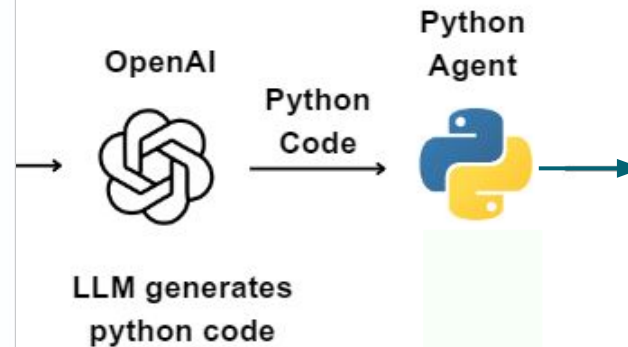 OpenAI
Python
Code
Python
Agent
LLM generates
python code